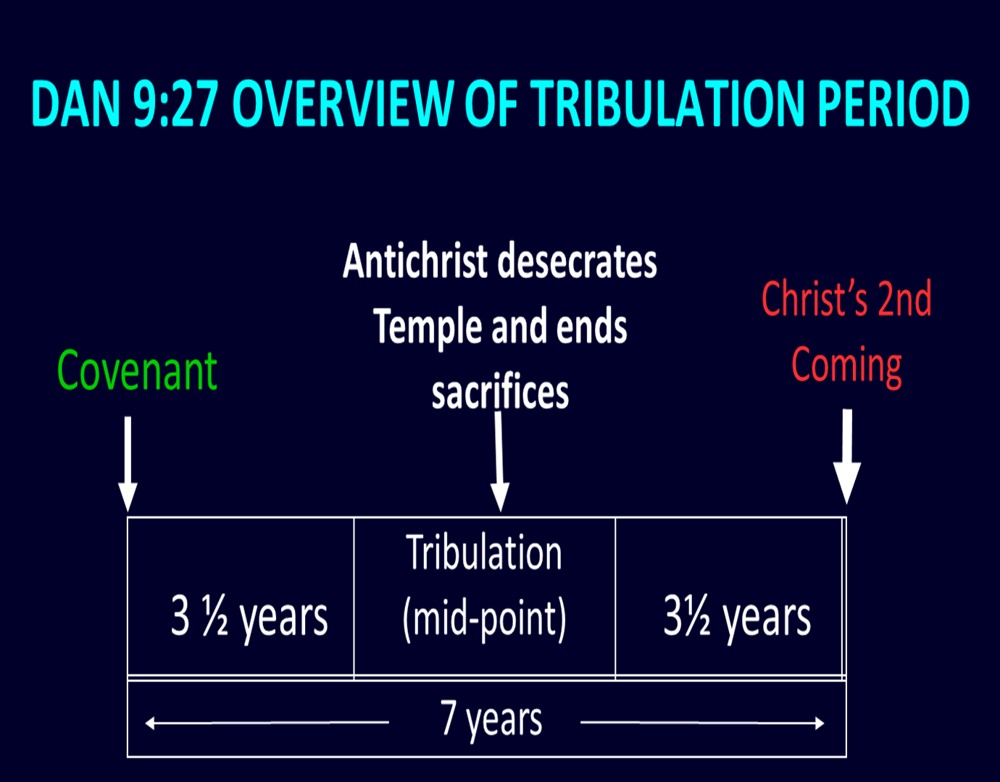 DAN 9:27 OVERVIEW OF TRIBULATION PERIOD
Antichrist desecrates
Temple and ends
sacrifices
Christ’s 2nd
Coming
Covenant
Tribulation
(mid-point)
3 ½ years
3½ years
7 years